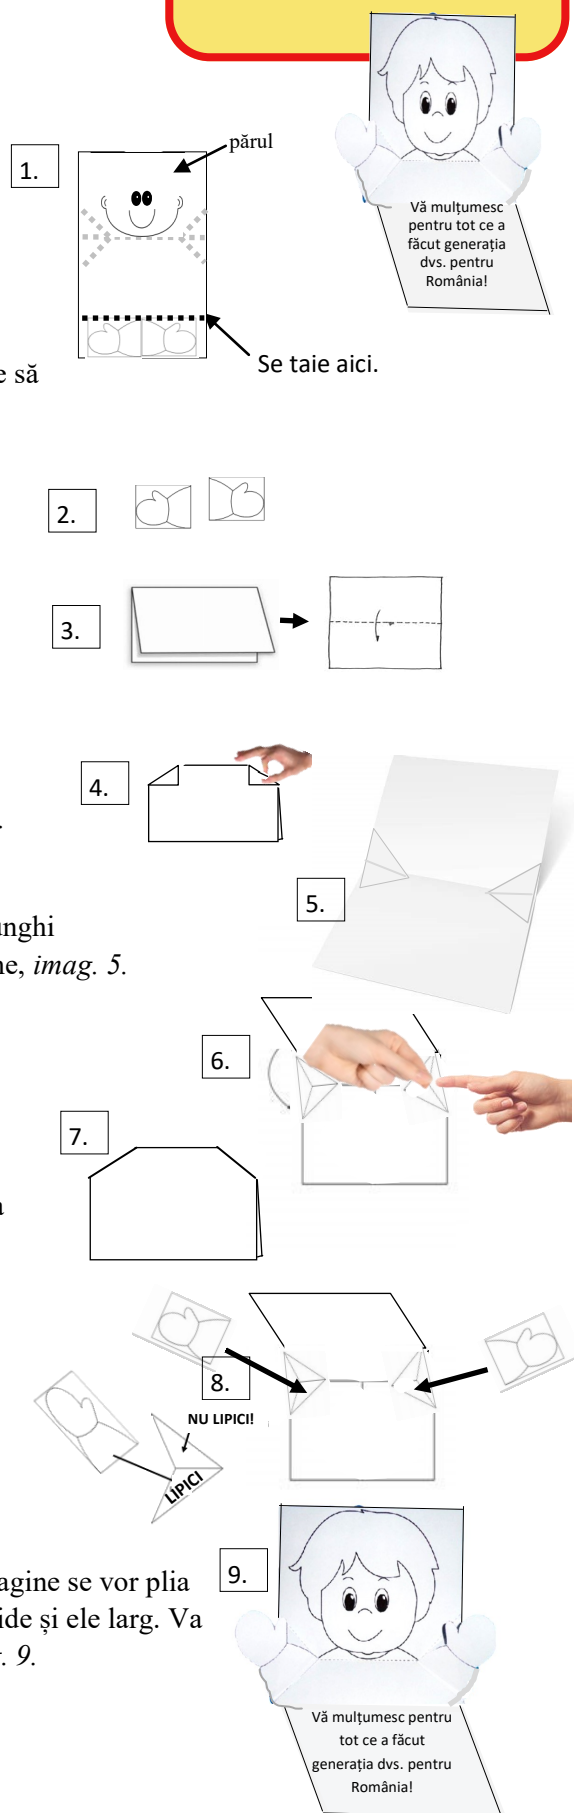 Vă mulțumesc
pentru tot ce a
făcut generația
dvs. pentru
România!
1.
părul
Se taie aici.
e să
2.
3.
4.
.
5.
unghi
ne, imag. 5.
6.
7.
a
8.
NU LIPICI!
LIPICI
agine se vor plia
9.
ide și ele larg. Va
. 9.
Vă mulțumesc pentru
tot ce a făcut
generația dvs. pentru
România!